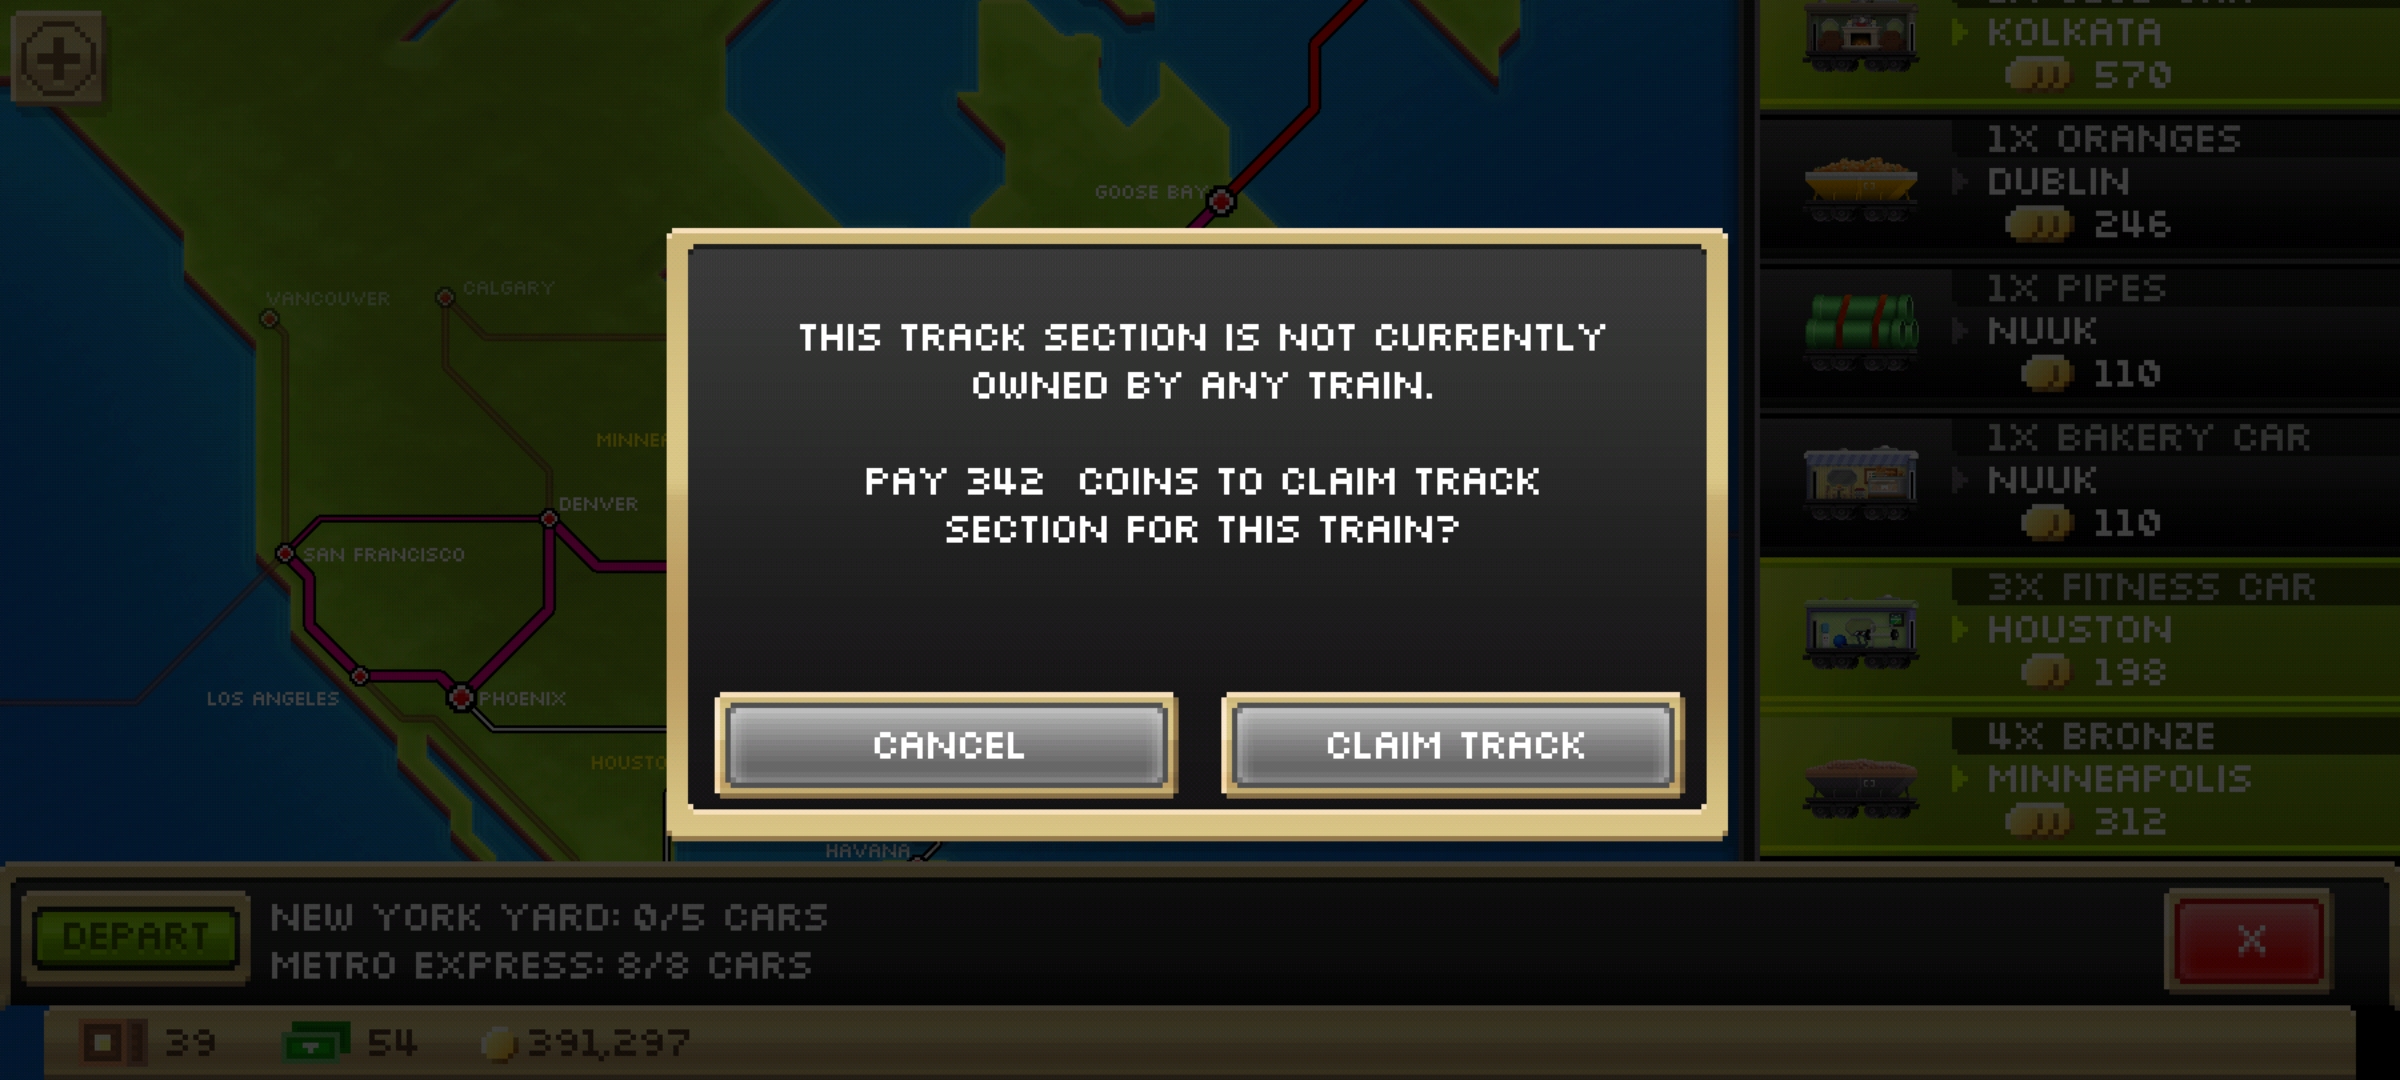 KOLKATA
570
1X ORANGES
DUBLIN
246
1X PIPES
NUUK
110
1X BAKERY CAR
NUUK
110
3X FITNESS CAR
HOUSTON
198
4X BRONZE
MINNEAPOLIS
312
GOOSE BAY
VANCOUVER
CALGARY
MINNEA
DENVER
SAN FRANCISCO
LOS ANGELES
PHOENIX
HOUSTO
HAVANA
THIS TRACK SECTION IS NOT CURRENTLY
OWNED BY ANY TRAIN.
PAY 342 COINS TO CLAIM TRACK
SECTION FOR THIS TRAIN?
CANCEL
CLAIM TRACK
DEPART
NEW YORK YARD: 0/5 CARS
METRO EXPRESS: 8/8 CARS
X
39
54
391,297